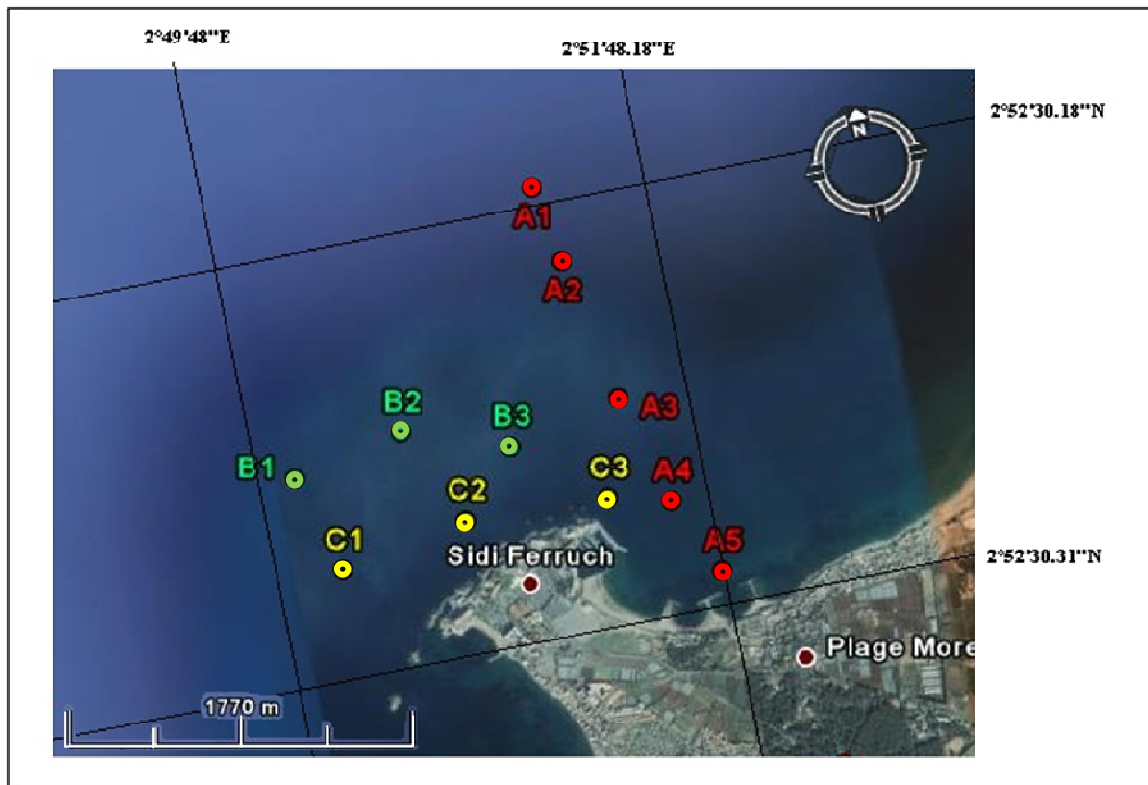 2°49'48"E
2°51'48.18"E
2°52'30.18"N
N
A1
A2
B2
B3
A3
B1
C3
A4
C2
C1
A5
Sidi Ferruch
2°52'30.31"N
Plage More
1770 m